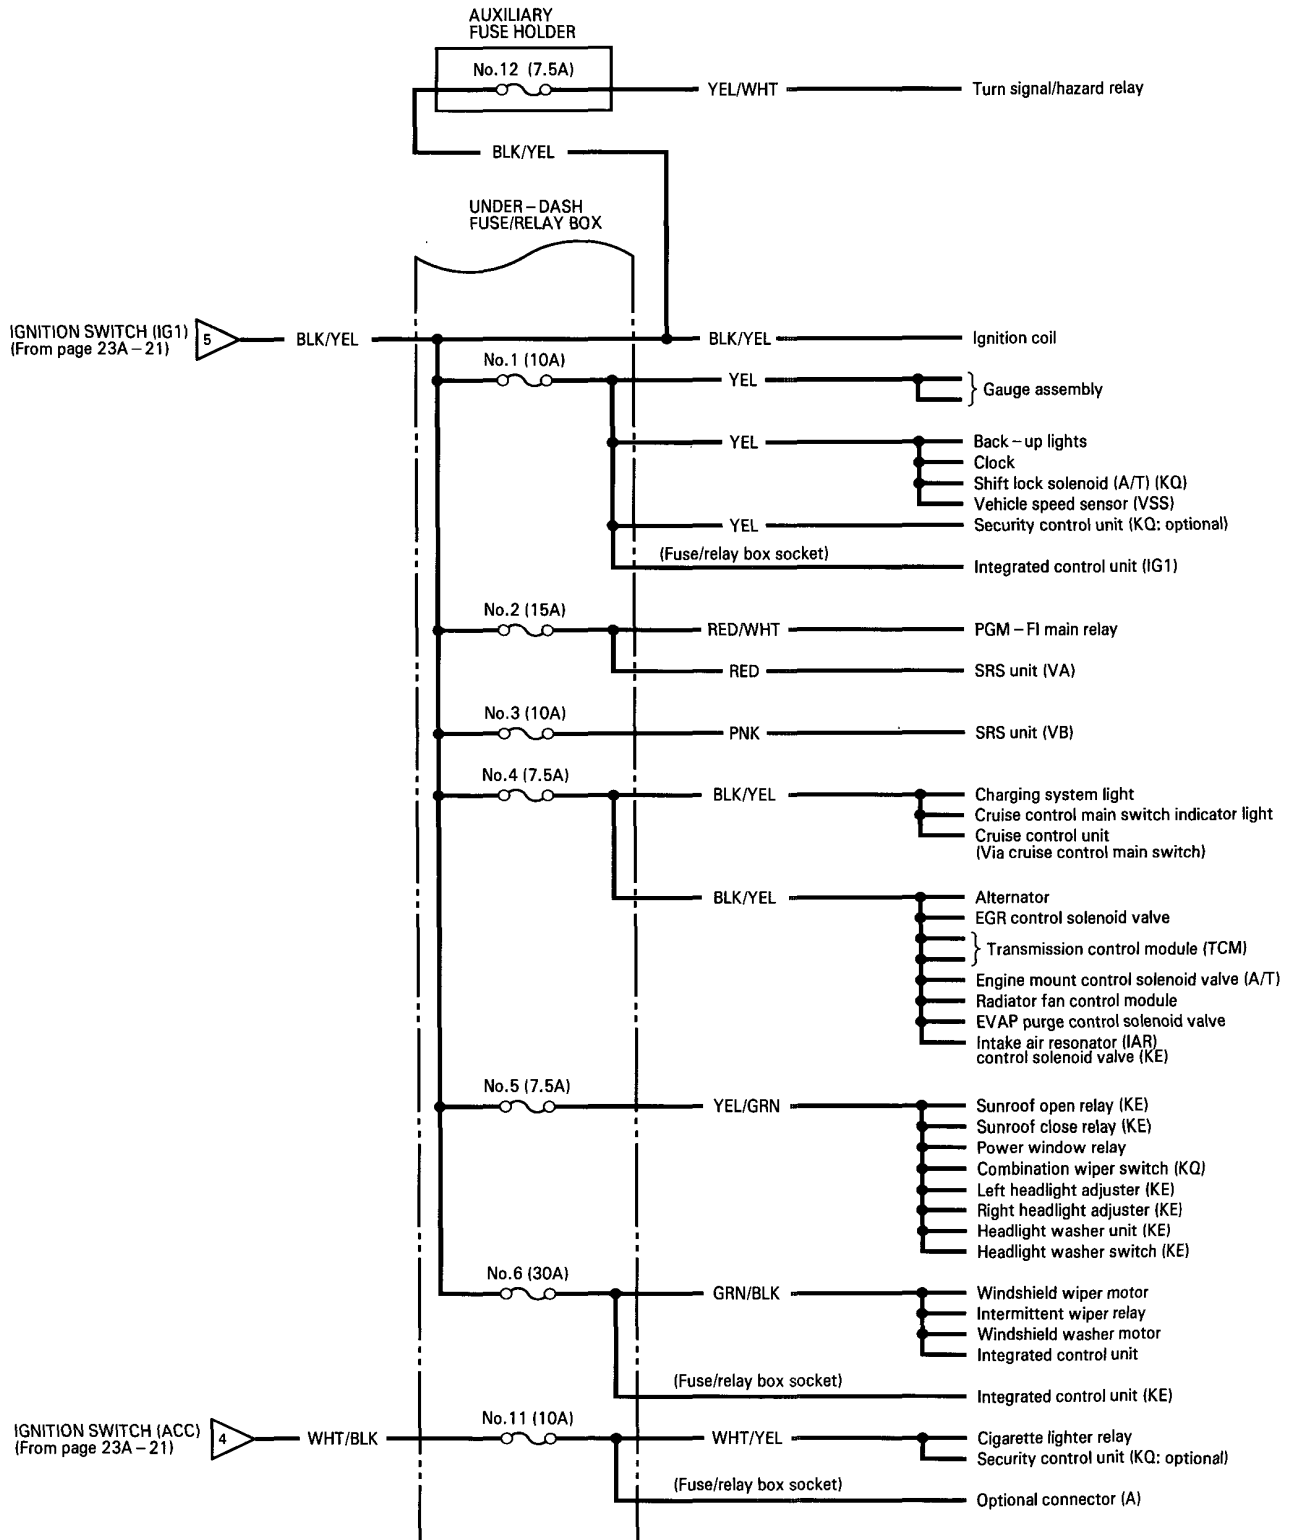 AUXILIARY
FUSE HOLDER
No.12 (7.5A)
YEL/WHT
Turn signal/hazard relay
BLK/YEL
UNDER-DASH
FUSE/RELAY BOX
IGNITION SWITCH (IG1)
(From page 23A-21)
5
BLK/YEL
BLK/YEL
Ignition coil
No.1 (10A)
YEL
Gauge assembly
YEL
Back-up lights
Clock
Shift lock solenoid (A/T) (KQ)
Vehicle speed sensor (VSS)
YEL
Security control unit (KQ: optional)
(Fuse/relay box socket)
Integrated control unit (IG1)
No.2 (15A)
RED/WHT
PGM-FI main relay
RED
SRS unit (VA)
No.3 (10A)
PNK
SRS unit (VB)
No.4 (7.5A)
BLK/YEL
Charging system light
Cruise control main switch indicator light
Cruise control unit
(Via cruise control main switch)
BLK/YEL
Alternator
EGR control solenoid valve
Transmission control module (TCM)
Engine mount control solenoid valve (A/T)
Radiator fan control module
EVAP purge control solenoid valve
Intake air resonator (IAR)
control solenoid valve (KE)
No.5 (7.5A)
YEL/GRN
Sunroof open relay (KE)
Sunroof close relay (KE)
Power window relay
Combination wiper switch (KQ)
Left headlight adjuster (KE)
Right headlight adjuster (KE)
Headlight washer unit (KE)
Headlight washer switch (KE)
No.6 (30A)
GRN/BLK
Windshield wiper motor
Intermittent wiper relay
Windshield washer motor
Integrated control unit
(Fuse/relay box socket)
Integrated control unit (KE)
IGNITION SWITCH (ACC)
(From page 23A-21)
4
WHT/BLK
No.11 (10A)
WHT/YEL
Cigarette lighter relay
Security control unit (KQ: optional)
(Fuse/relay box socket)
Optional connector (A)